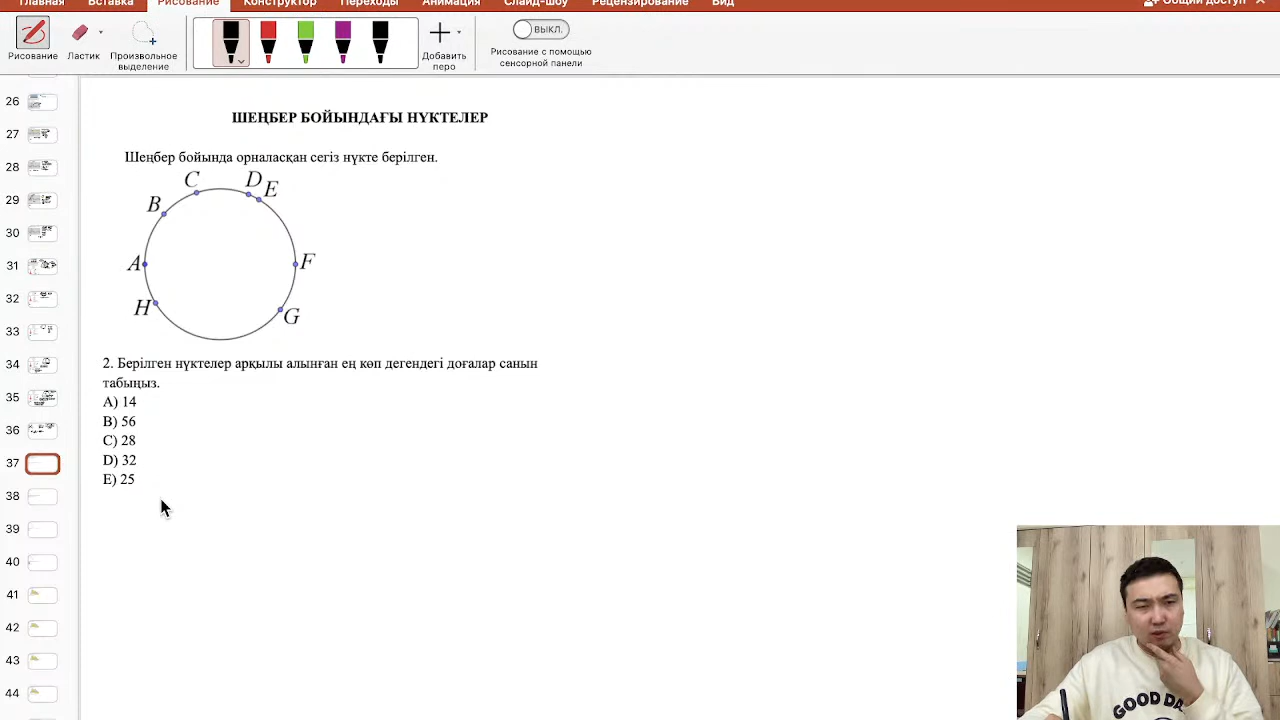 Главная Вставка Рисование Конструктор Переходы Анимация Слайд-шоу Рецензирование Вид Общий доступ
ВЫКЛ.
Рисование Ластик Произвольное выделение Добавить перо Рисование с помощью сенсорной панели
26
27
28
29
30
31
32
33
34
35
36
37
38
39
40
41
42
43
44
ШЕҢБЕР БОЙЫНДАҒЫ НҮКТЕЛЕР
Шеңбер бойында орналасқан сегіз нүкте берілген.
C D E
B
A F
H G
2. Берілген нүктелер арқылы алынған ең көп дегендегі доғалар санын
табыңыз.
A) 14
B) 56
C) 28
D) 32
E) 25
GOOD DA